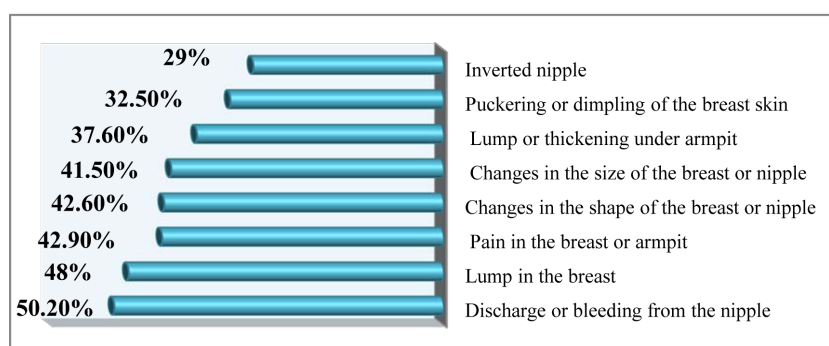 29% Inverted nipple
32.50% Puckering or dimpling of the breast skin
37.60% Lump or thickening under armpit
41.50% Changes in the size of the breast or nipple
42.60% Changes in the shape of the breast or nipple
42.90% Pain in the breast or armpit
48% Lump in the breast
50.20% Discharge or bleeding from the nipple